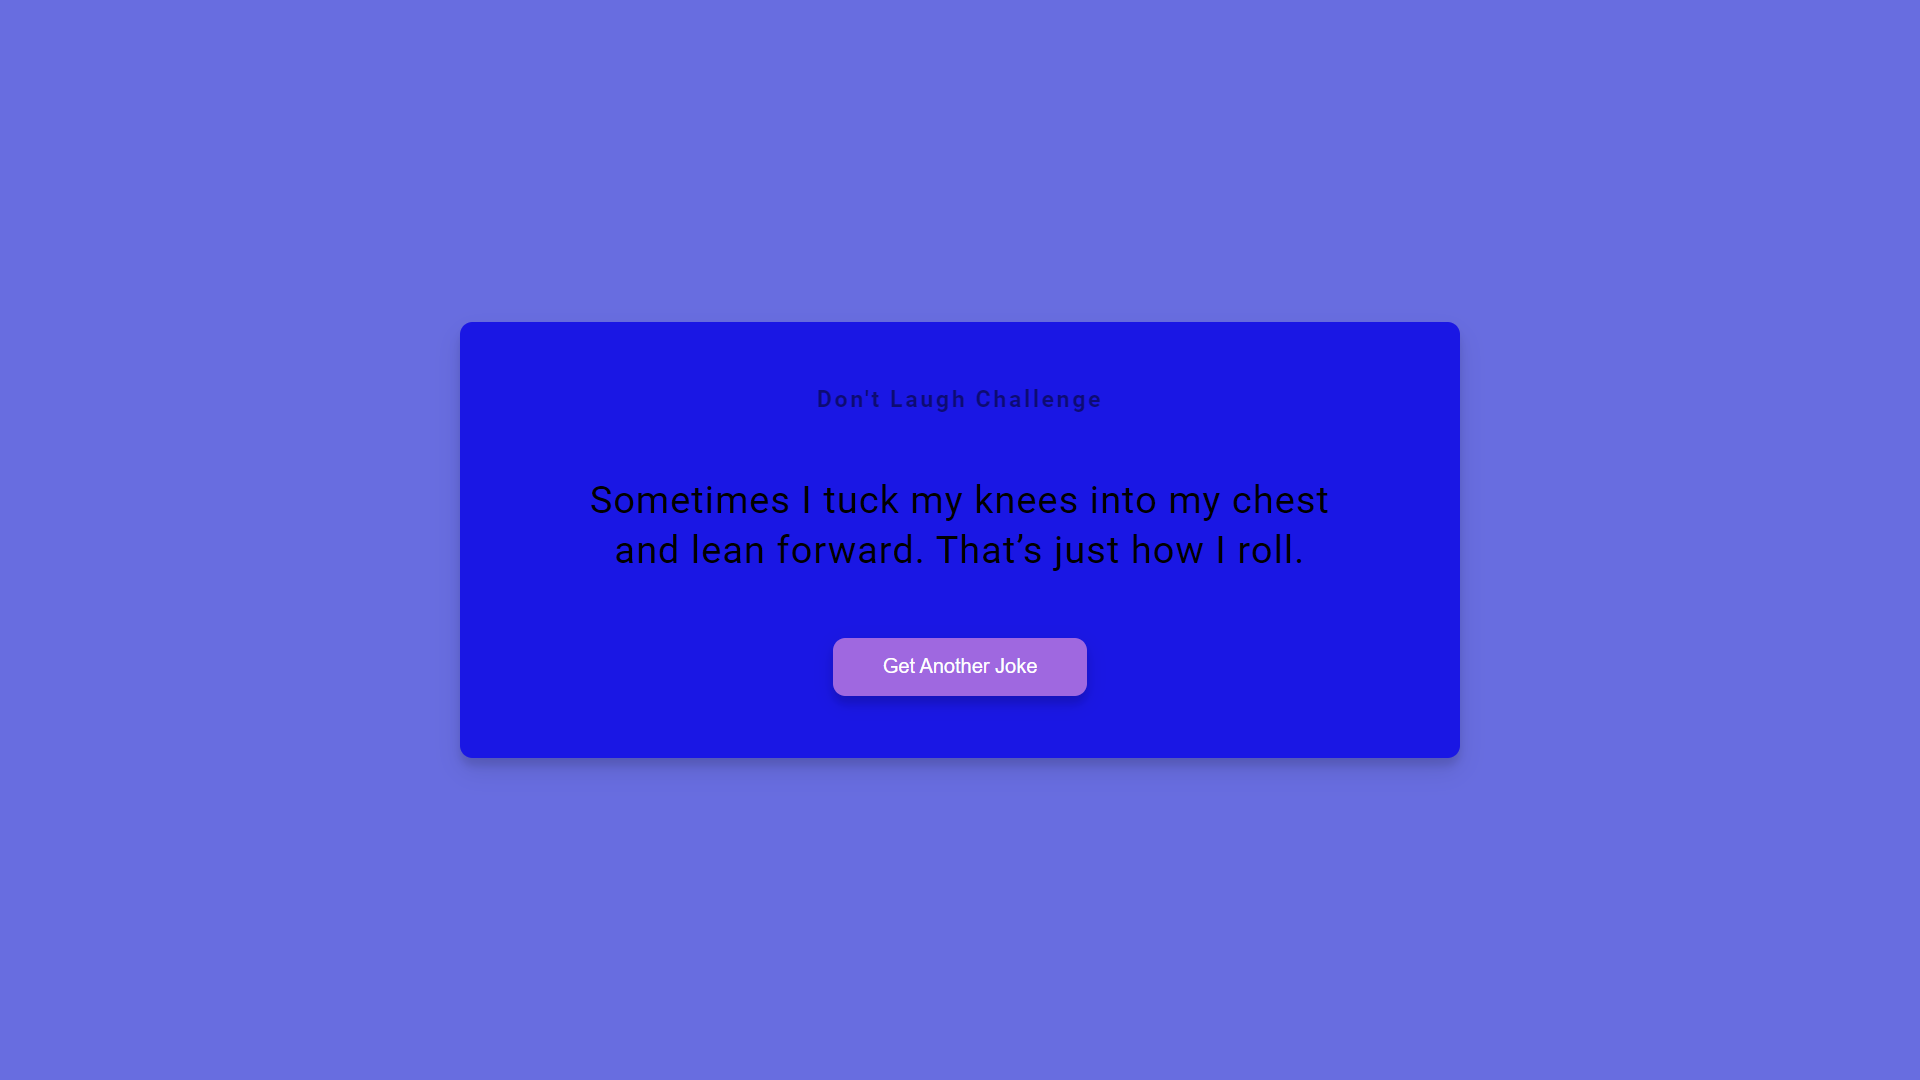 Don't Laugh Challenge
Sometimes I tuck my knees into my chest
and lean forward. That’s just how I roll.
Get Another Joke